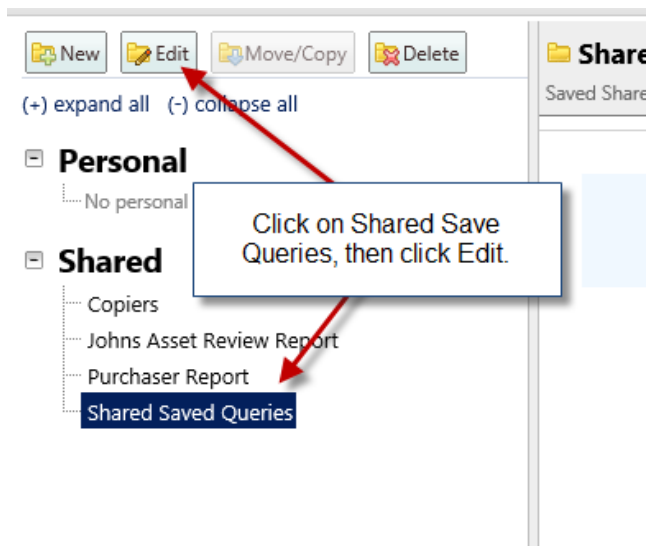 New Edit Move/Copy Delete
(+) expand all (-) collapse all
Personal
No personal
Shared
Copiers
Johns Asset Review Report
Purchaser Report
Shared Saved Queries
Click on Shared Save
Queries, then click Edit.
Share
Saved Share